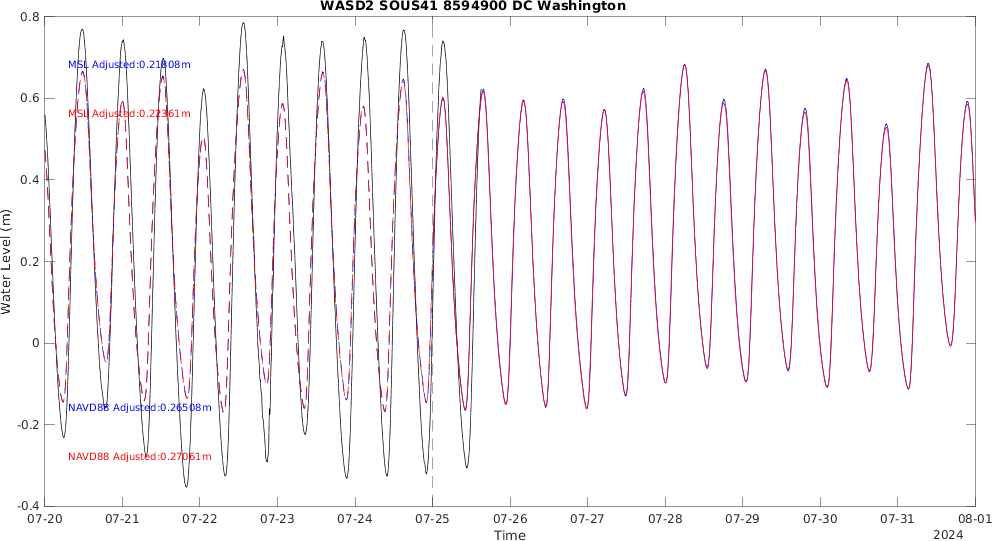 WASD2 SOUS41 8594900 DC Washington
0.8
0.6
0.4
0.2
0
-0.2
-0.4
Water Level (m)
MSL Adjusted:0.21808m
MSL Adjusted:0.22361m
NAVD88 Adjusted:0.26508m
NAVD88 Adjusted:0.27061m
07-20 07-21 07-22 07-23 07-24 07-25 07-26 07-27 07-28 07-29 07-30 07-31 08-01
Time
2024